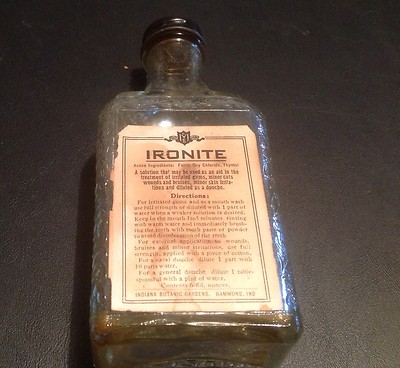 IRONITE
Active Ingredients: Ferric Oxy Chloride, Thymol
A solution that may be used as an aid in the
treatment of irritated gums, minor cuts
wounds and bruises, minor skin irrita-
tions and diluted as a douche.
Directions:
For irritated gums and as a mouth wash
use full strength or diluted with 1 part of
water when a weaker solution is desired.
Keep in the mouth 1 to 3 minutes rinsing
with warm water and immediately brush-
ing the teeth with tooth paste or powder
to avoid discoloration of the teeth.
For external applications, wounds,
bruises and minor irritations, use full
strength, applied with a piece of cotton.
For a nasal douche dilute 1 part with
10 parts water.
For a general douche, dilute 1 table-
spoonful with a pint of water.
Contents 6 fld. ounces.
INDIANA BOTANIC GARDENS, HAMMOND, IND